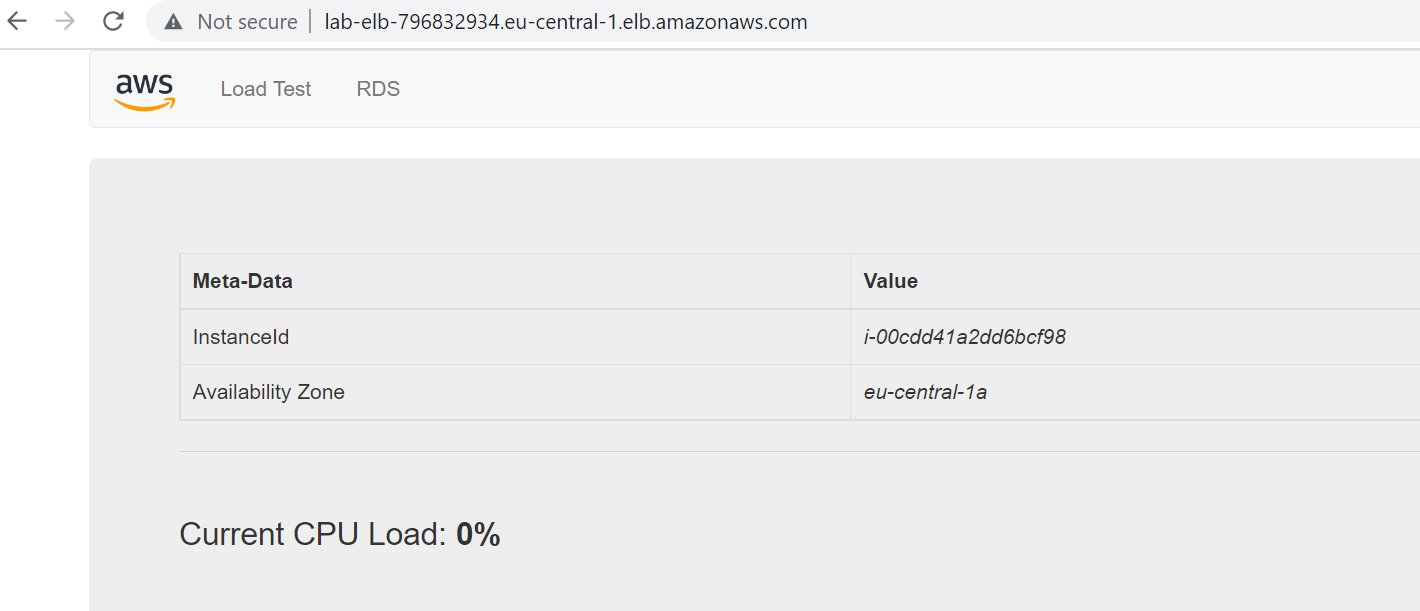 Not secure | lab-elb-796832934.eu-central-1.elb.amazonaws.com
aws Load Test RDS
Meta-Data Value
InstanceId i-00cdd41a2dd6bcf98
Availability Zone eu-central-1a
Current CPU Load: 0%